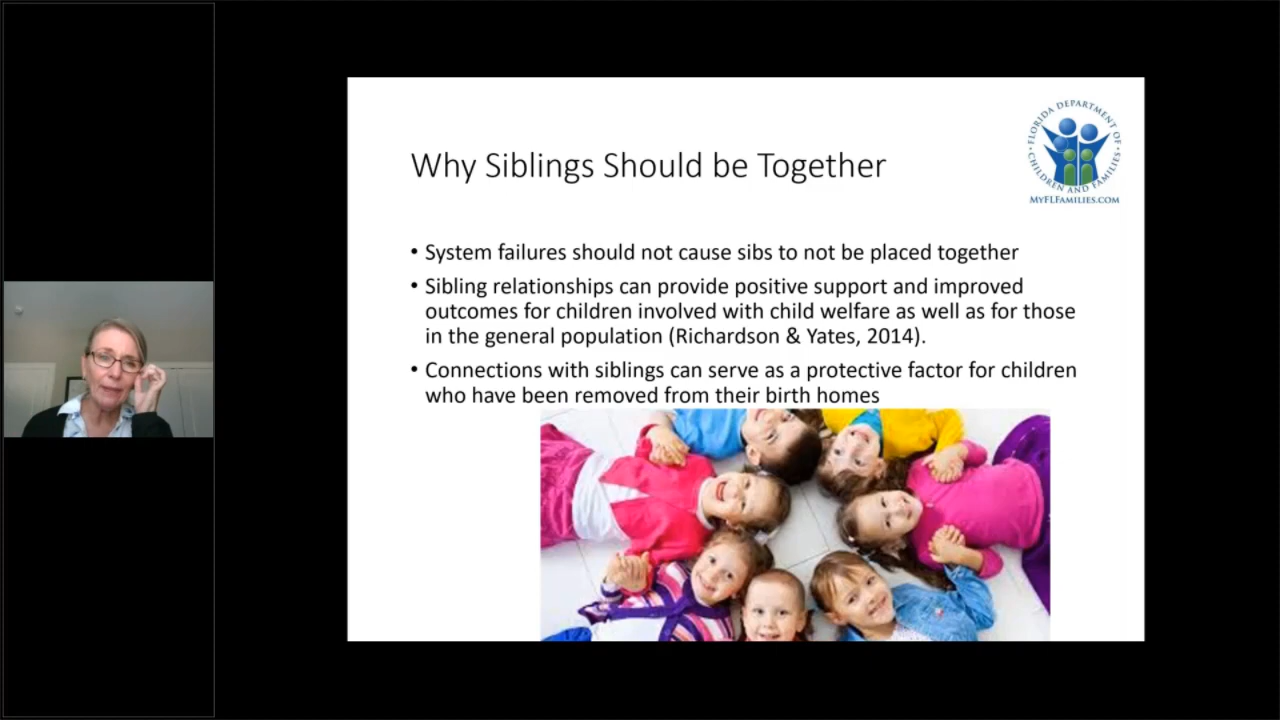 FLORIDA DEPARTMENT OF
CHILDREN AND FAMILIES
MYFLFAMILIES.COM
Why Siblings Should be Together
• System failures should not cause sibs to not be placed together
• Sibling relationships can provide positive support and improved
outcomes for children involved with child welfare as well as for those
in the general population (Richardson & Yates, 2014).
• Connections with siblings can serve as a protective factor for children
who have been removed from their birth homes